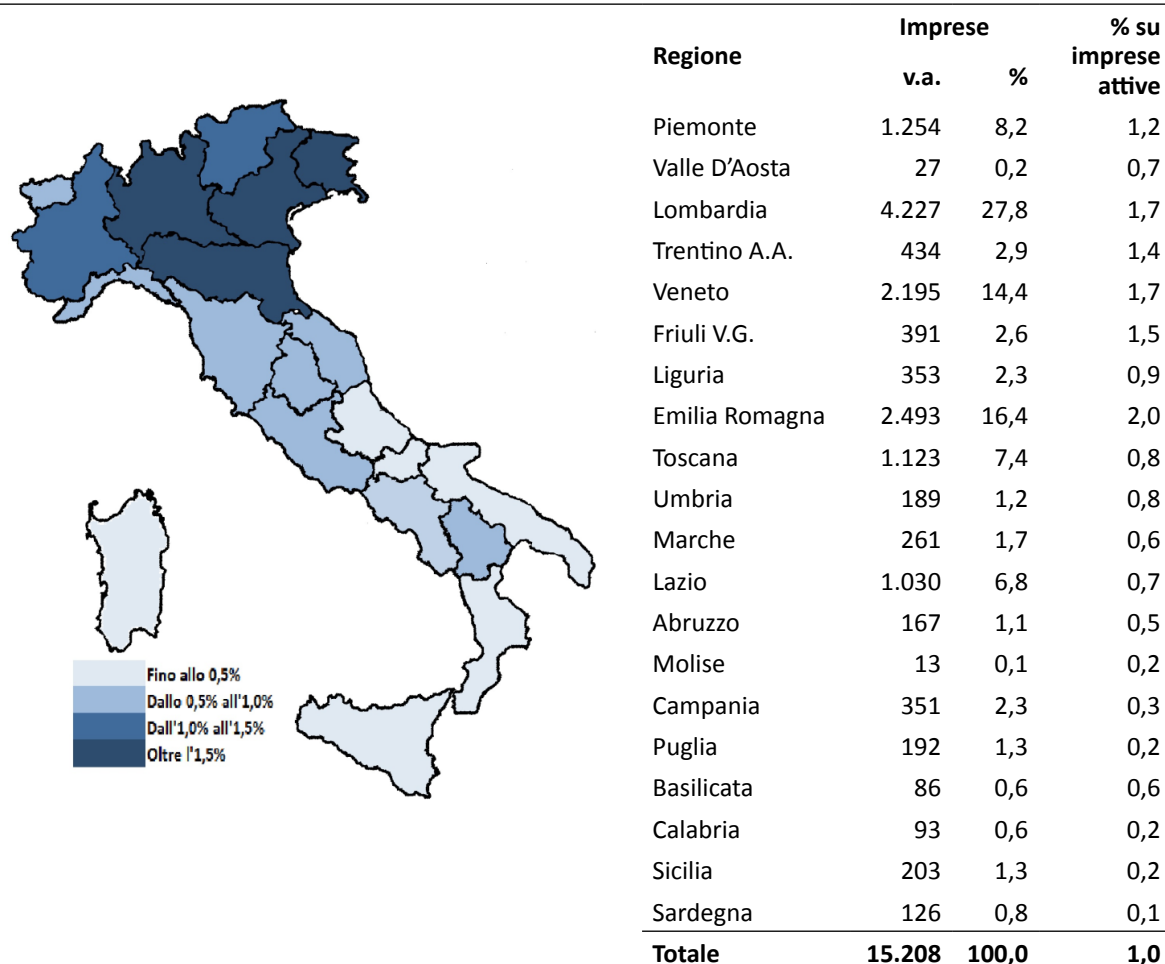 Regione Imprese % su imprese attive
v.a. %
Piemonte 1.254 8,2 1,2
Valle D’Aosta 27 0,2 0,7
Lombardia 4.227 27,8 1,7
Trentino A.A. 434 2,9 1,4
Veneto 2.195 14,4 1,7
Friuli V.G. 391 2,6 1,5
Liguria 353 2,3 0,9
Emilia Romagna 2.493 16,4 2,0
Toscana 1.123 7,4 0,8
Umbria 189 1,2 0,8
Marche 261 1,7 0,6
Lazio 1.030 6,8 0,7
Abruzzo 167 1,1 0,5
Molise 13 0,1 0,2
Campania 351 2,3 0,3
Puglia 192 1,3 0,2
Basilicata 86 0,6 0,6
Calabria 93 0,6 0,2
Sicilia 203 1,3 0,2
Sardegna 126 0,8 0,1
Totale 15.208 100,0 1,0
Fino allo 0,5%
Dallo 0,5% all'1,0%
Dall'1,0% all'1,5%
Oltre l'1,5%